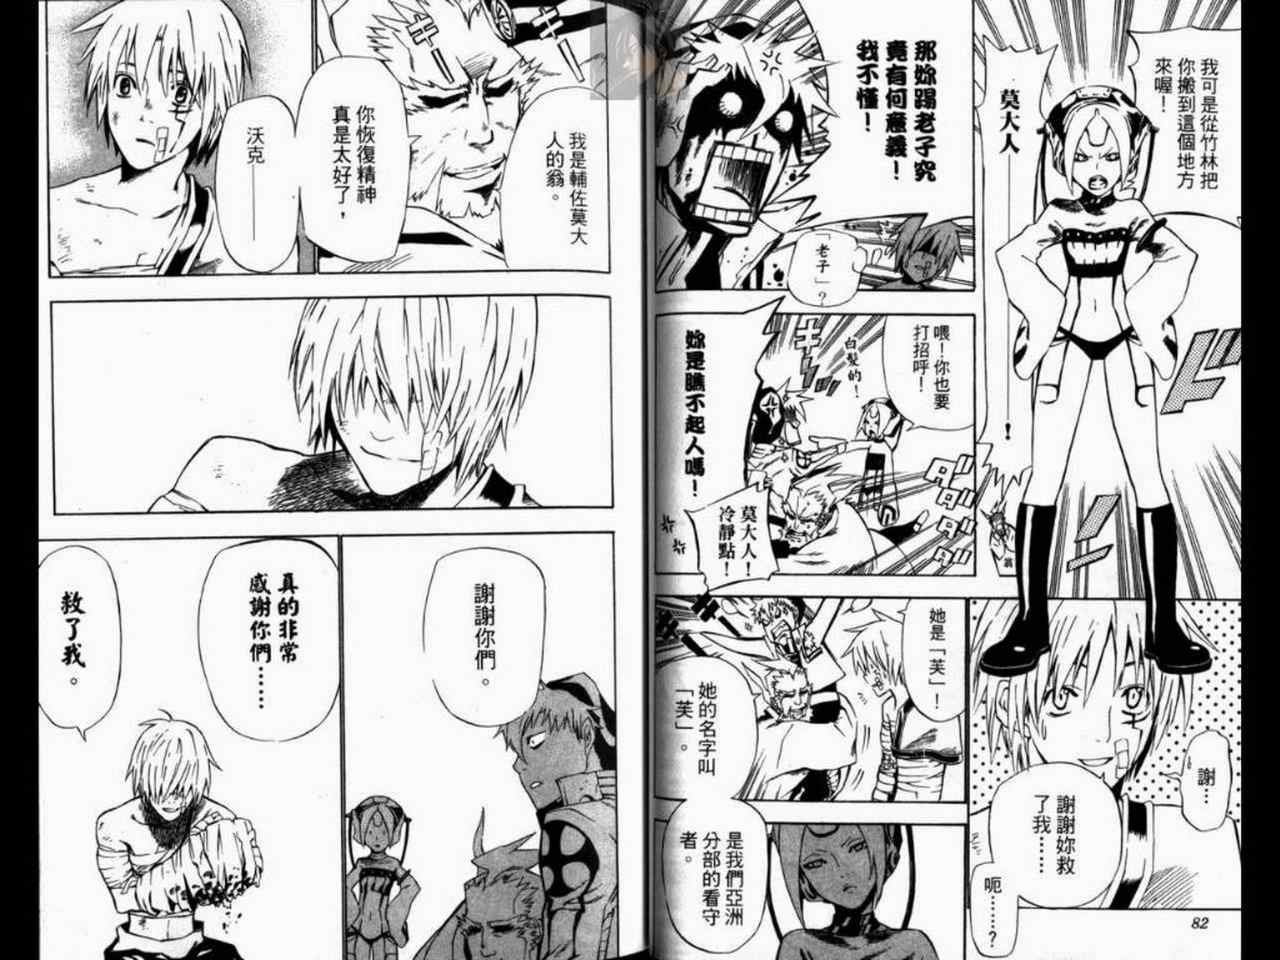 我可是從竹林把
你搬到這個地方
來喔！
莫大人——————！
那妳踢老子究
竟有何意義！
我不懂！
「老子」？
ドド
喂！你也要
打招呼！
白髮的！
妳是瞧不起人嗎！
莫大人！
冷靜點！
翁
謝…
謝謝妳救
了我……
呃……？
她是「芙」！
她的名字叫
「芙」。
是我們亞洲
分部的看守
者。
82
我是輔佐莫大
人的翁。
你恢復精神
真是太好了，
沃克——
謝謝你們。
真的非常
感謝你們……
救了我。